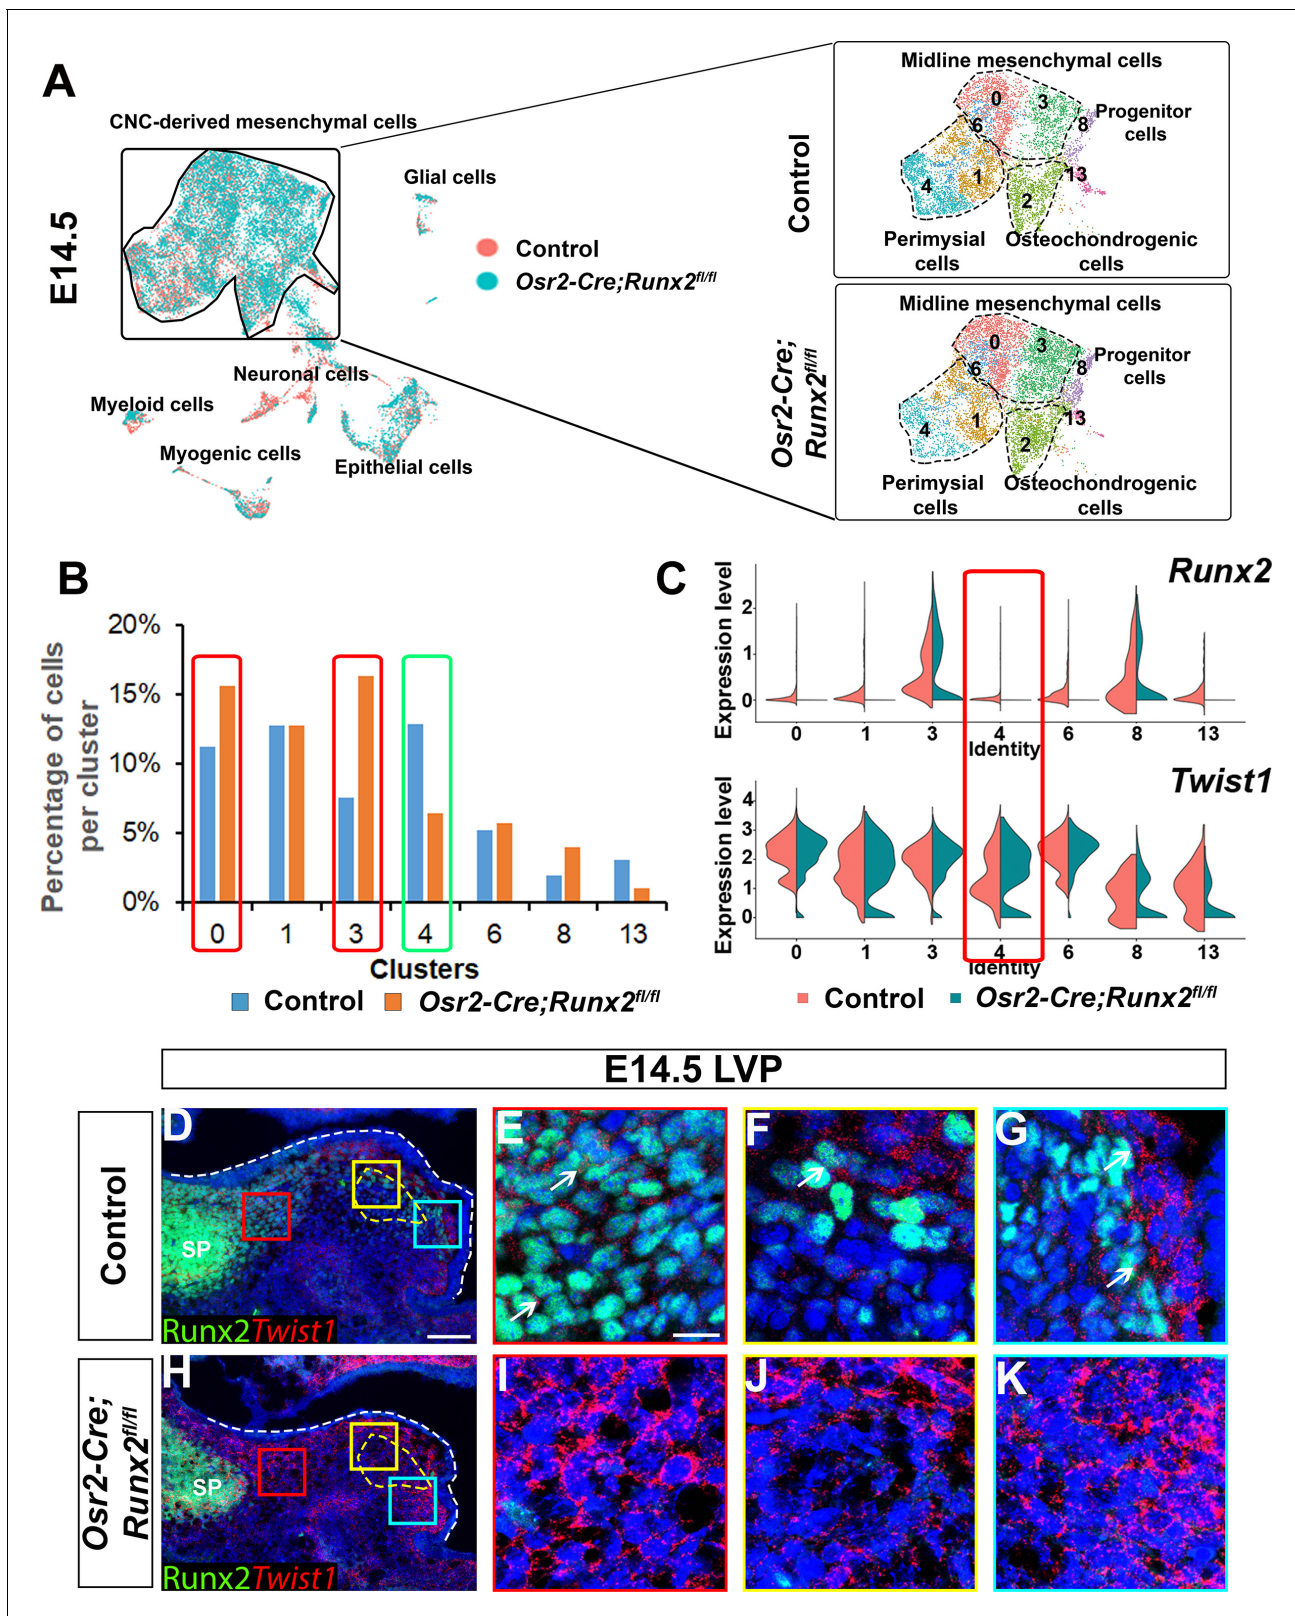 A
E14.5
CNC-derived mesenchymal cells
Glial cells
Control
Osr2-Cre;Runx2fl/fl
Neuronal cells
Myeloid cells
Myogenic cells
Epithelial cells
Control
Midline mesenchymal cells
0
3
6
8
Progenitor
cells
13
4
1
2
Perimysial
cells
Osteochondrogenic
cells
Osr2-Cre;
Runx2fl/fl
Midline mesenchymal cells
0
3
6
8
Progenitor
cells
13
4
1
2
Perimysial
cells
Osteochondrogenic
cells
B
Percentage of cells
per cluster
20%
15%
10%
5%
0%
0 1 3 4 6 8 13
Clusters
Control Osr2-Cre;Runx2fl/fl
C
Runx2
Expression level
2
1
0
0 1 3 4 6 8 13
Identity
Twist1
Expression level
4
3
2
1
0
0 1 3 4 6 8 13
Identity
Control Osr2-Cre;Runx2fl/fl
E14.5 LVP
Control
D
SP
Runx2Twist1
E
F
G
Osr2-Cre;
Runx2fl/fl
H
SP
Runx2Twist1
I
J
K